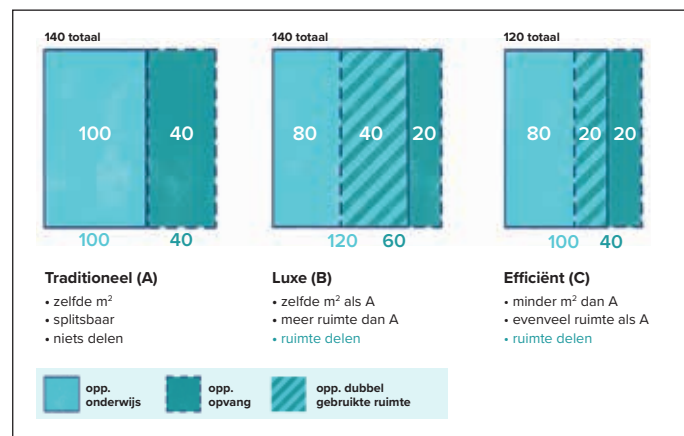 140 totaal
100
40
100
40
Traditioneel (A)
• zelfde m²
• splitsbaar
• niets delen
140 totaal
80
40
20
120
60
Luxe (B)
• zelfde m² als A
• meer ruimte dan A
• ruimte delen
120 totaal
80
20
20
100
40
Efficiënt (C)
• minder m² dan A
• evenveel ruimte als A
• ruimte delen
opp.
onderwijs
opp.
opvang
opp. dubbel
gebruikte ruimte